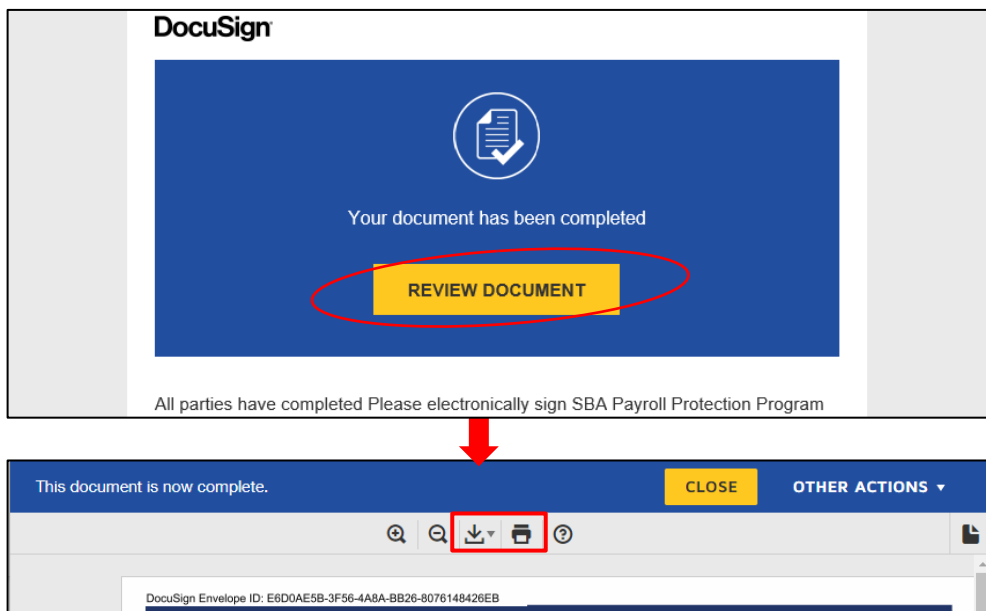 DocuSign
Your document has been completed
REVIEW DOCUMENT
All parties have completed Please electronically sign SBA Payroll Protection Program
This document is now complete.
CLOSE
OTHER ACTIONS
DocuSign Envelope ID: E6D0AE5B-3F56-4A8A-BB26-8076148426EB